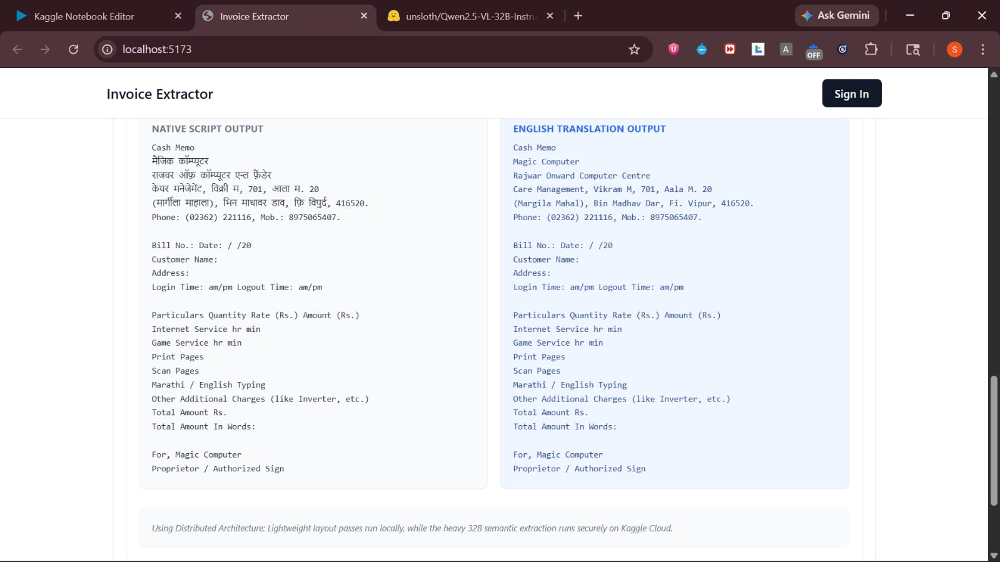 Kaggle Notebook Editor
Invoice Extractor
unsloth/Qwen2.5-VL-32B-Instru
Ask Gemini
localhost:5173
OFF
S
Invoice Extractor
Sign In
NATIVE SCRIPT OUTPUT
Cash Memo
मैजिक कॉम्प्यूटर
राजवर ऑफ़ कॉम्प्यूटर एन्ल फ़ैंडेर
केयर मनेजेमेंट, विक्री म, 701, आला म. 20
(मार्गीला माहाला), भिन माधावर डाव, फ़ि विपुर्द, 416520.
Phone: (02362) 221116, Mob.: 8975065407.
Bill No.: Date: / /20
Customer Name:
Address:
Login Time: am/pm Logout Time: am/pm
Particulars Quantity Rate (Rs.) Amount (Rs.)
Internet Service hr min
Game Service hr min
Print Pages
Scan Pages
Marathi / English Typing
Other Additional Charges (like Inverter, etc.)
Total Amount Rs.
Total Amount In Words:
For, Magic Computer
Proprietor / Authorized Sign
ENGLISH TRANSLATION OUTPUT
Cash Memo
Magic Computer
Rajwar Onward Computer Centre
Care Management, Vikram M, 701, Aala M. 20
(Margila Mahal), Bin Madhav Dar, Fi. Vipur, 416520.
Phone: (02362) 221116, Mob.: 8975065407.
Bill No.: Date: / /20
Customer Name:
Address:
Login Time: am/pm Logout Time: am/pm
Particulars Quantity Rate (Rs.) Amount (Rs.)
Internet Service hr min
Game Service hr min
Print Pages
Scan Pages
Marathi / English Typing
Other Additional Charges (like Inverter, etc.)
Total Amount Rs.
Total Amount In Words:
For, Magic Computer
Proprietor / Authorized Sign
Using Distributed Architecture: Lightweight layout passes run locally, while the heavy 32B semantic extraction runs securely on Kaggle Cloud.